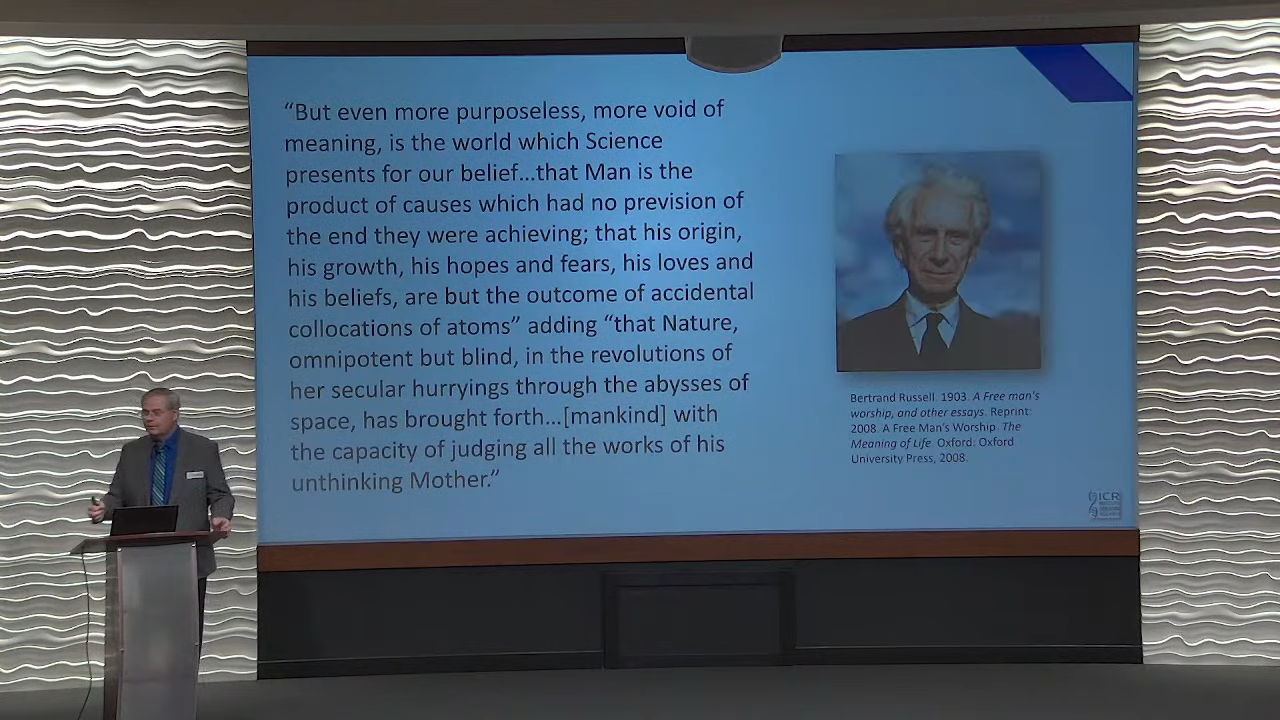 “But even more purposeless, more void of
meaning, is the world which Science
presents for our belief...that Man is the
product of causes which had no prevision of
the end they were achieving; that his origin,
his growth, his hopes and fears, his loves and
his beliefs, are but the outcome of accidental
collocations of atoms” adding “that Nature,
omnipotent but blind, in the revolutions of
her secular hurryings through the abysses of
space, has brought forth...[mankind] with
the capacity of judging all the works of his
unthinking Mother.”
Bertrand Russell. 1903. A Free man's
worship, and other essays. Reprint:
2008. A Free Man's Worship. The
Meaning of Life. Oxford: Oxford
University Press, 2008.
ICR